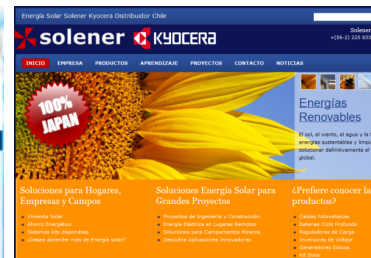 Energía Solar Solener Kyocera Distribuidor Chile
solener KYOCERA
Solener
+(56-2) 225 833
INICIO EMPRESA PRODUCTOS APRENDIZAJE PROYECTOS CONTACTO NOTICIAS
100%
JAPAN
Energías
Renovables
El sol, el viento, el agua y la
energías sustentables y limpi
solucionar definitivamente el
global.
Soluciones para Hogares,
Empresas y Campos
Vivienda Solar
Ahorro Energético
Sistemas kits disponibles
¿Desea aprender más de Energía solar?
Soluciones Energía Solar para
Grandes Proyectos
Proyectos de Ingeniería y Construcción
Energía Eléctrica en Lugares Remotos
Soluciones para Campamentos Mineros
Descubre Aplicaciones Innovadores
¿Prefiere conocer la
productos?
Celdas Fotovoltaicas
Baterías Ciclo Profundo
Reguladores de Carga
Inversores de Voltaje
Generadores Eólicos
Kit Solar